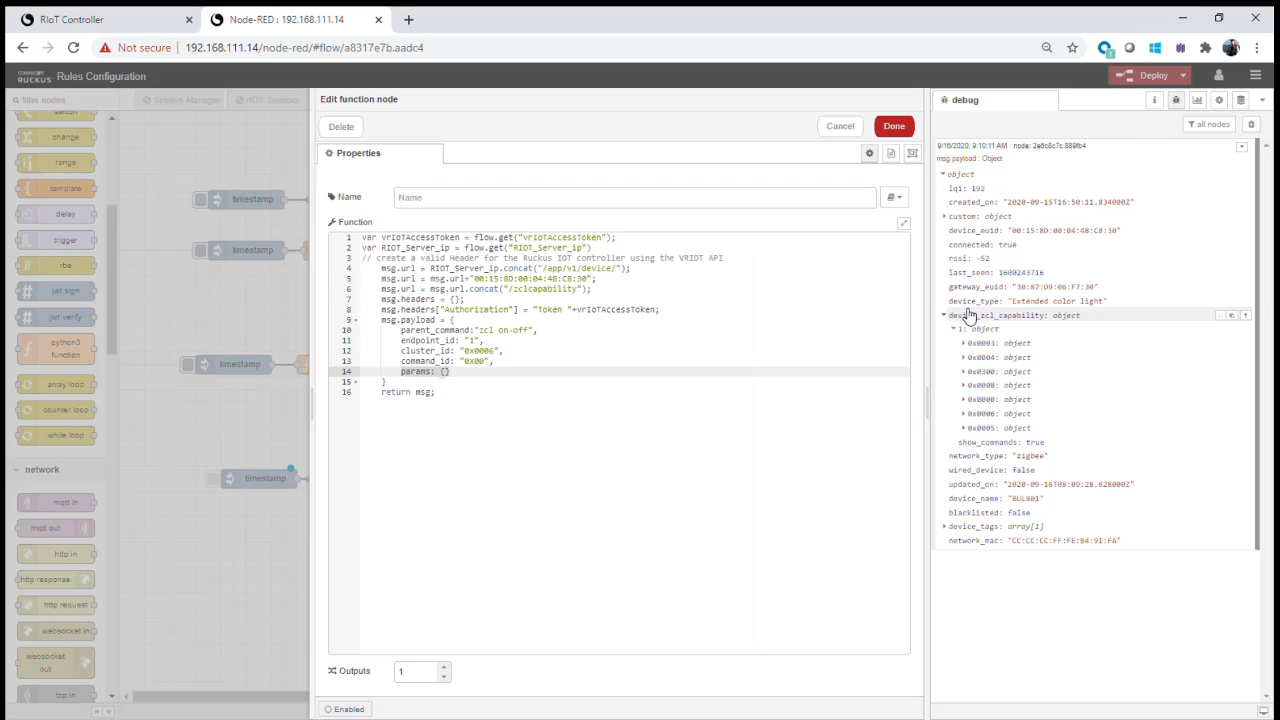 RIoT Controller
Node-RED : 192.168.111.14
Not secure
192.168.111.14/node-red/#flow/a8317e7b.aadc4
RUCKUS
Rules Configuration
Deploy
filter nodes
System Manager
rIOT Sensors
switch
change
range
template
delay
trigger
rbe
jwt sign
jwt verify
python3
function
array loop
counter loop
while loop
network
mqtt in
mqtt out
http in
http response
http request
websocket in
websocket
out
tcp in
timestamp
timestamp
timestamp
timestamp
Edit function node
Delete
Cancel
Done
Properties
Name
Name
Function
1 var vrIoTAccessToken = flow.get("vrIoTAccessToken");
2 var RIOT_Server_ip = flow.get("RIOT_Server_ip")
3 // create a valid Header for the Ruckus IOT controller using the VRIOT API
4 msg.url = RIOT_Server_ip.concat("/app/v1/device/");
5 msg.url = msg.url+"00:15:8D:00:04:48:C8:30";
6 msg.url = msg.url.concat("/zclcapability");
7 msg.headers = {};
8 msg.headers["Authorization"] = "Token "+vrIoTAccessToken;
9 msg.payload = {
10 parent_command:"zcl on-off",
11 endpoint_id: "1",
12 cluster_id: "0x0006",
13 command_id: "0x00",
14 params: {}
15 }
16 return msg;
Outputs
1
Enabled
debug
all nodes
9/16/2020, 9:10:11 AM node: 2e6c8c7c.889fb4
msg.payload : Object
object
lqi: 192
created_on: "2020-09-15T16:50:11.834000Z"
custom: object
device_euid: "00:15:8D:00:04:48:C8:30"
connected: true
rssi: -52
last_seen: 1600243716
gateway_euid: "30:87:D9:06:F7:30"
device_type: "Extended color light"
device_zcl_capability: object
1: object
0x0003: object
0x0004: object
0x0300: object
0x0008: object
0x0000: object
0x0006: object
0x0005: object
show_commands: true
network_type: "zigbee"
wired_device: false
updated_on: "2020-09-16T08:09:28.628000Z"
device_name: "BULB01"
blacklisted: false
device_tags: array[1]
network_mac: "CC:CC:CC:FF:FE:B4:91:FA"